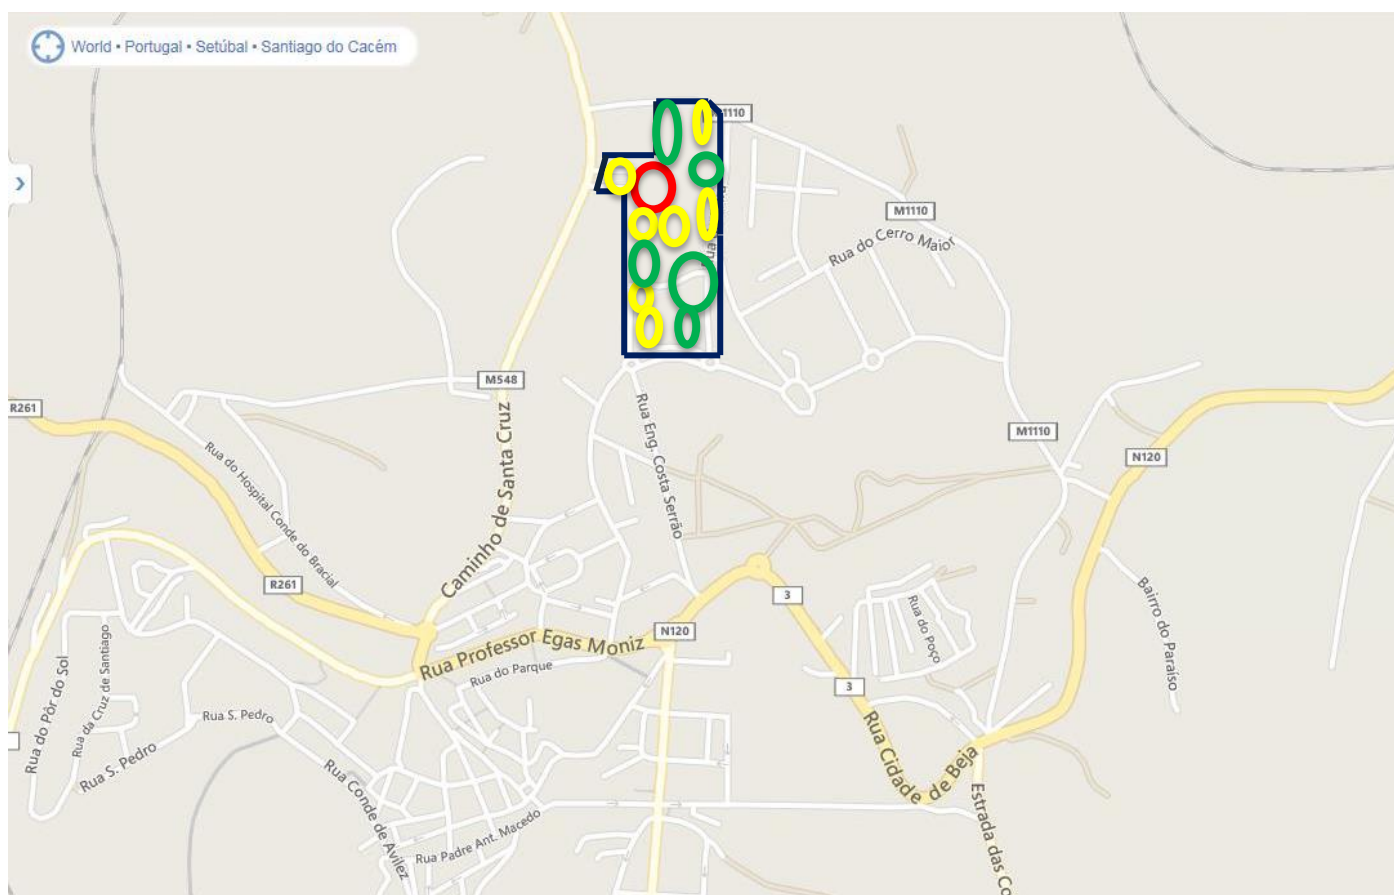 World • Portugal • Setúbal • Santiago do Cacém
1110
M1110
Rua do Cerro Maior
Rua
M548
R261
Caminho de Santa Cruz
Rua Eng. Costa Serrão
M1110
N120
Rua do Hospital Conde do Bracial
R261
3
Rua do Poço
Bairro do Paraíso
N120
Rua Professor Egas Moniz
Rua do Parque
3
Rua do Pôr do Sol
Rua da Cruz de Santiago
Rua S. Pedro
Rua S. Pedro
Rua Cidade de Beja
Rua Conde de Avilez
Rua Padre Ant. Macedo
Estrada das Co